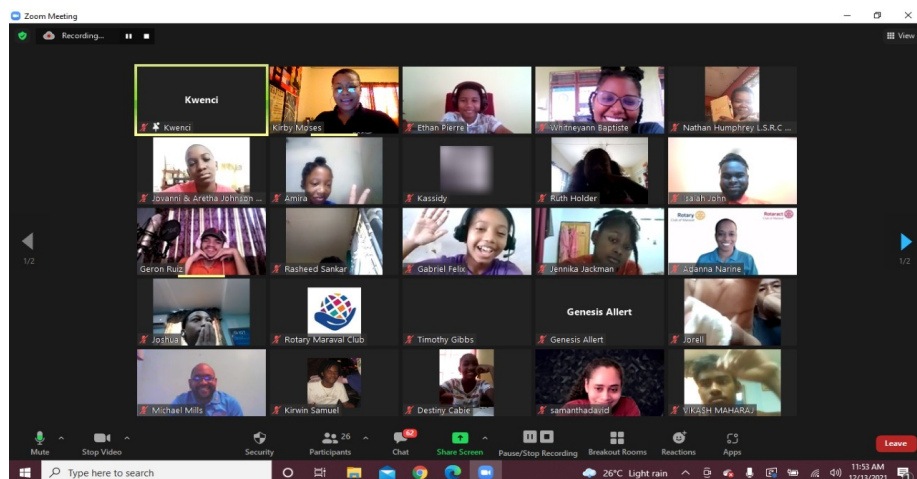 Zoom Meeting
Recording...
View
Kwenci
Kwenci
Kirby Moses
Ethan Pierre
Whitneyann Baptiste
Nathan Humphrey L.S.R.C ...
Jovanni & Aretha Johnson ...
Amira
Kassidy
Ruth Holder
Isaiah John
Geron Ruiz
Rasheed Sankar
Gabriel Felix
Jennika Jackman
Rotary
Rotaract
Adanna Narine
1/2
1/2
Joshua
Rotary Maraval Club
Timothy Gibbs
Genesis Allert
Genesis Allert
Jorell
Michael Mills
Kirwin Samuel
Destiny Cabie
samanthadavid
VIKASH MAHARAJ
Mute
Stop Video
Security
26
Participants
62
Chat
Share Screen
Pause/Stop Recording
Breakout Rooms
Reactions
Apps
Leave
Type here to search
26°C Light rain
11:53 AM
12/13/2021